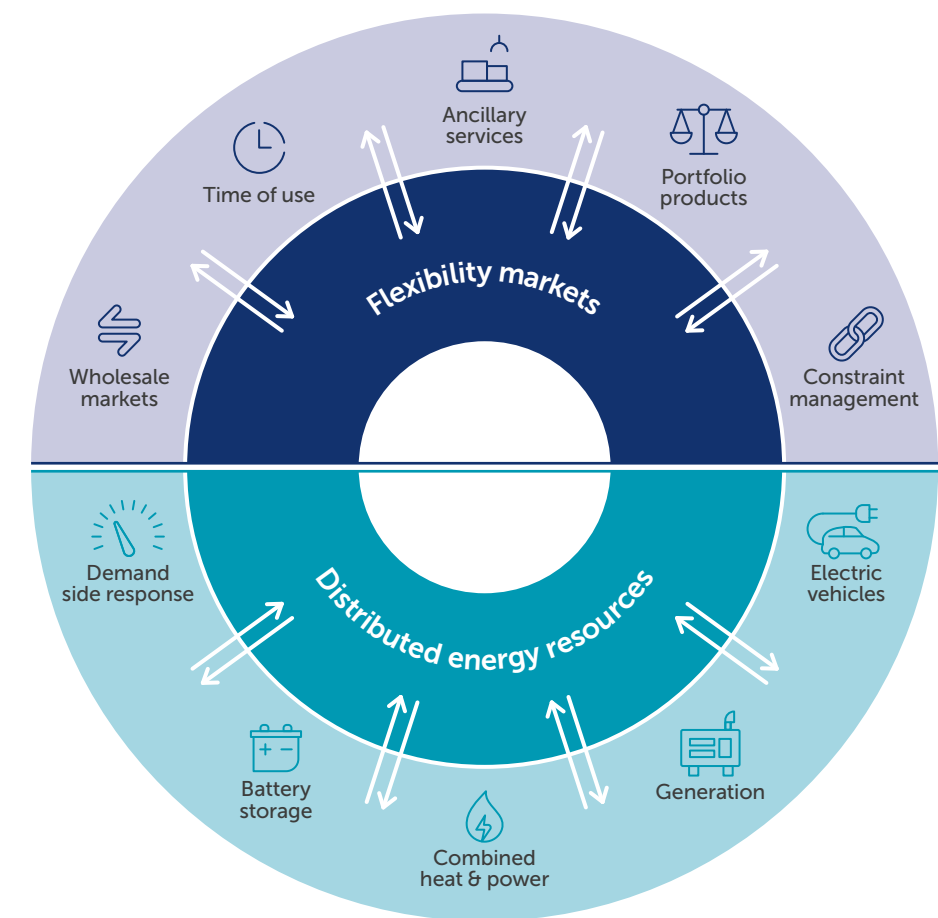 Ancillary
services
Time of use
Portfolio
products
Wholesale
markets
Flexibility markets
Constraint
management
Demand
side response
Distributed energy resources
Electric
vehicles
Battery
storage
Generation
Combined
heat & power